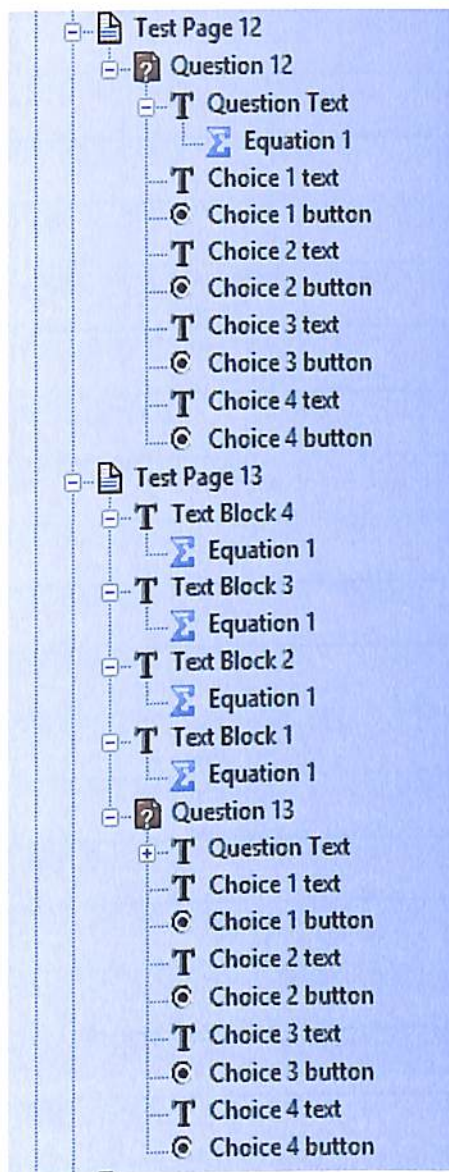 Test Page 12
Question 12
Question Text
Equation 1
Choice 1 text
Choice 1 button
Choice 2 text
Choice 2 button
Choice 3 text
Choice 3 button
Choice 4 text
Choice 4 button
Test Page 13
Text Block 4
Equation 1
Text Block 3
Equation 1
Text Block 2
Equation 1
Text Block 1
Equation 1
Question 13
Question Text
Choice 1 text
Choice 1 button
Choice 2 text
Choice 2 button
Choice 3 text
Choice 3 button
Choice 4 text
Choice 4 button